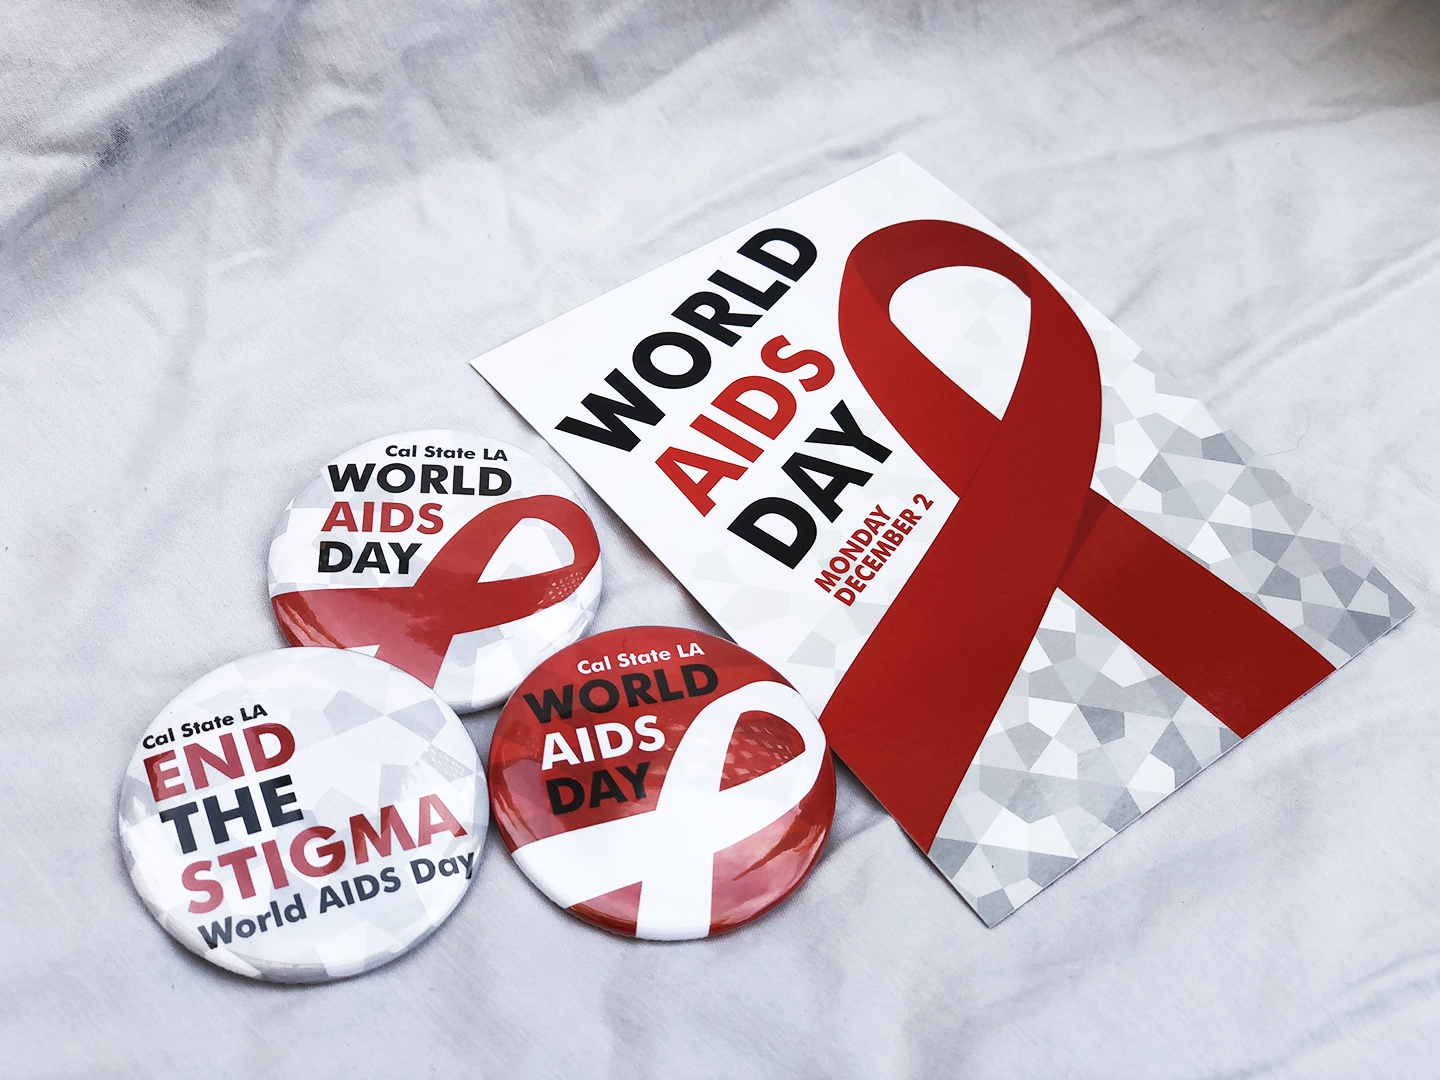 WORLD
AIDS
DAY
MONDAY
DECEMBER 2
Cal State LA
WORLD
AIDS
DAY
Cal State LA
END
THE
STIGMA
World AIDS Day
Cal State LA
WORLD
AIDS
DAY